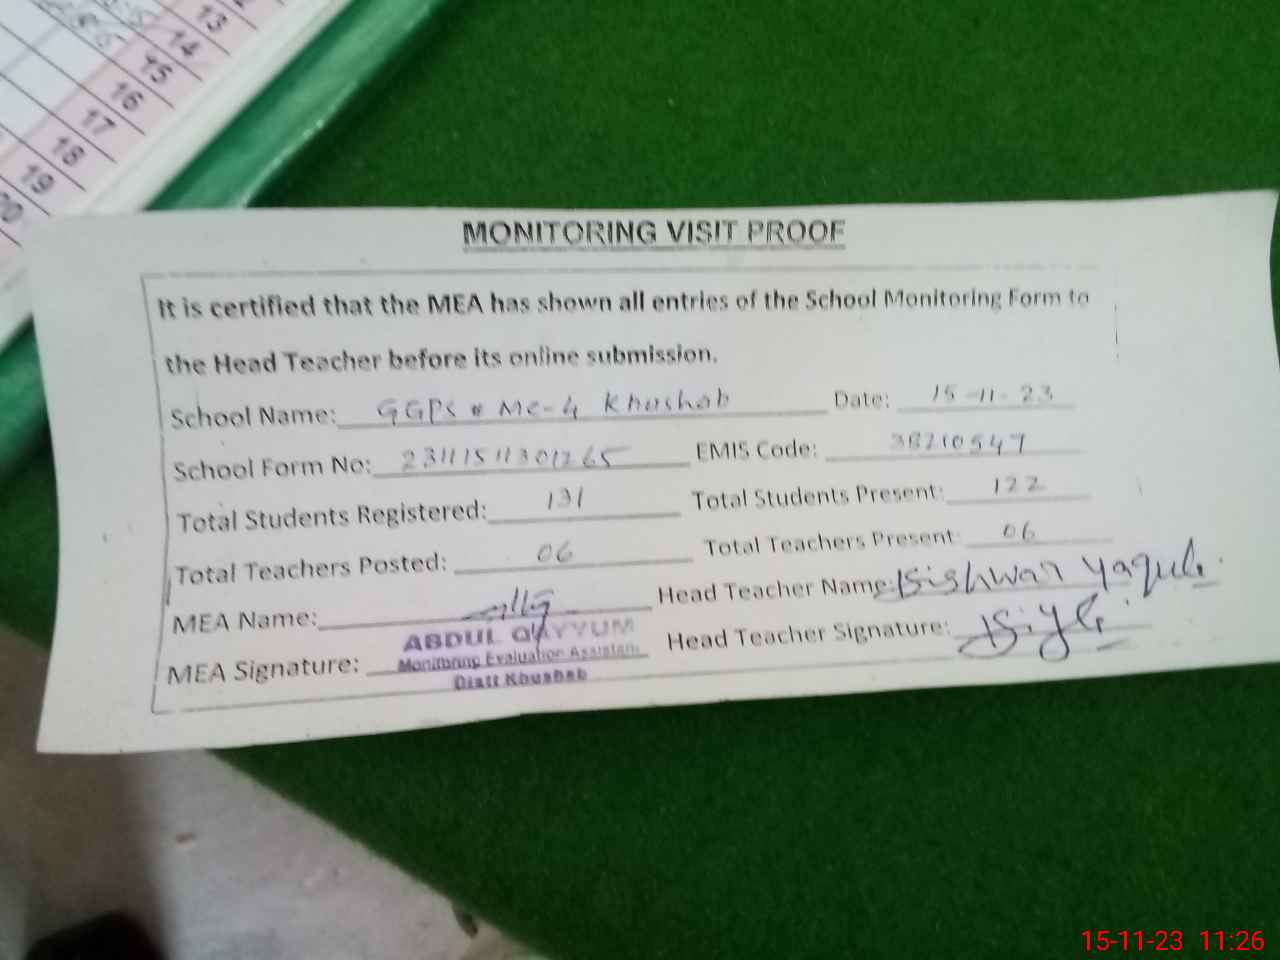 13
14
15
16
17
18
19
20
MONITORING VISIT PROOF
It is certified that the MEA has shown all entries of the School Monitoring Form to
the Head Teacher before its online submission.
School Name: GGPS # MC-4 Khushab Date: 15-11-23
School Form No: 23111511301265 EMIS Code: 38210547
Total Students Registered: 131 Total Students Present: 122
Total Teachers Posted: 06 Total Teachers Present: 06
MEA Name: Head Teacher Name: Kishwar Yaqub.
ABDUL QAYYUM
MEA Signature: Monitoring Evaluation Assistant Head Teacher Signature:
Distt Khushab
15-11-23 11:26